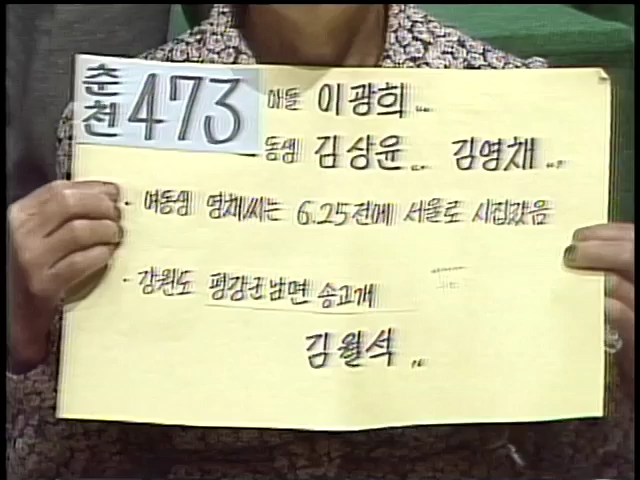 춘천 473
아들 이광희
동생 김상윤 김영채
· 여동생 영채씨는 6.25전에 서울로 시집갔음
· 강원도 평강군 남면 송고개
김월석